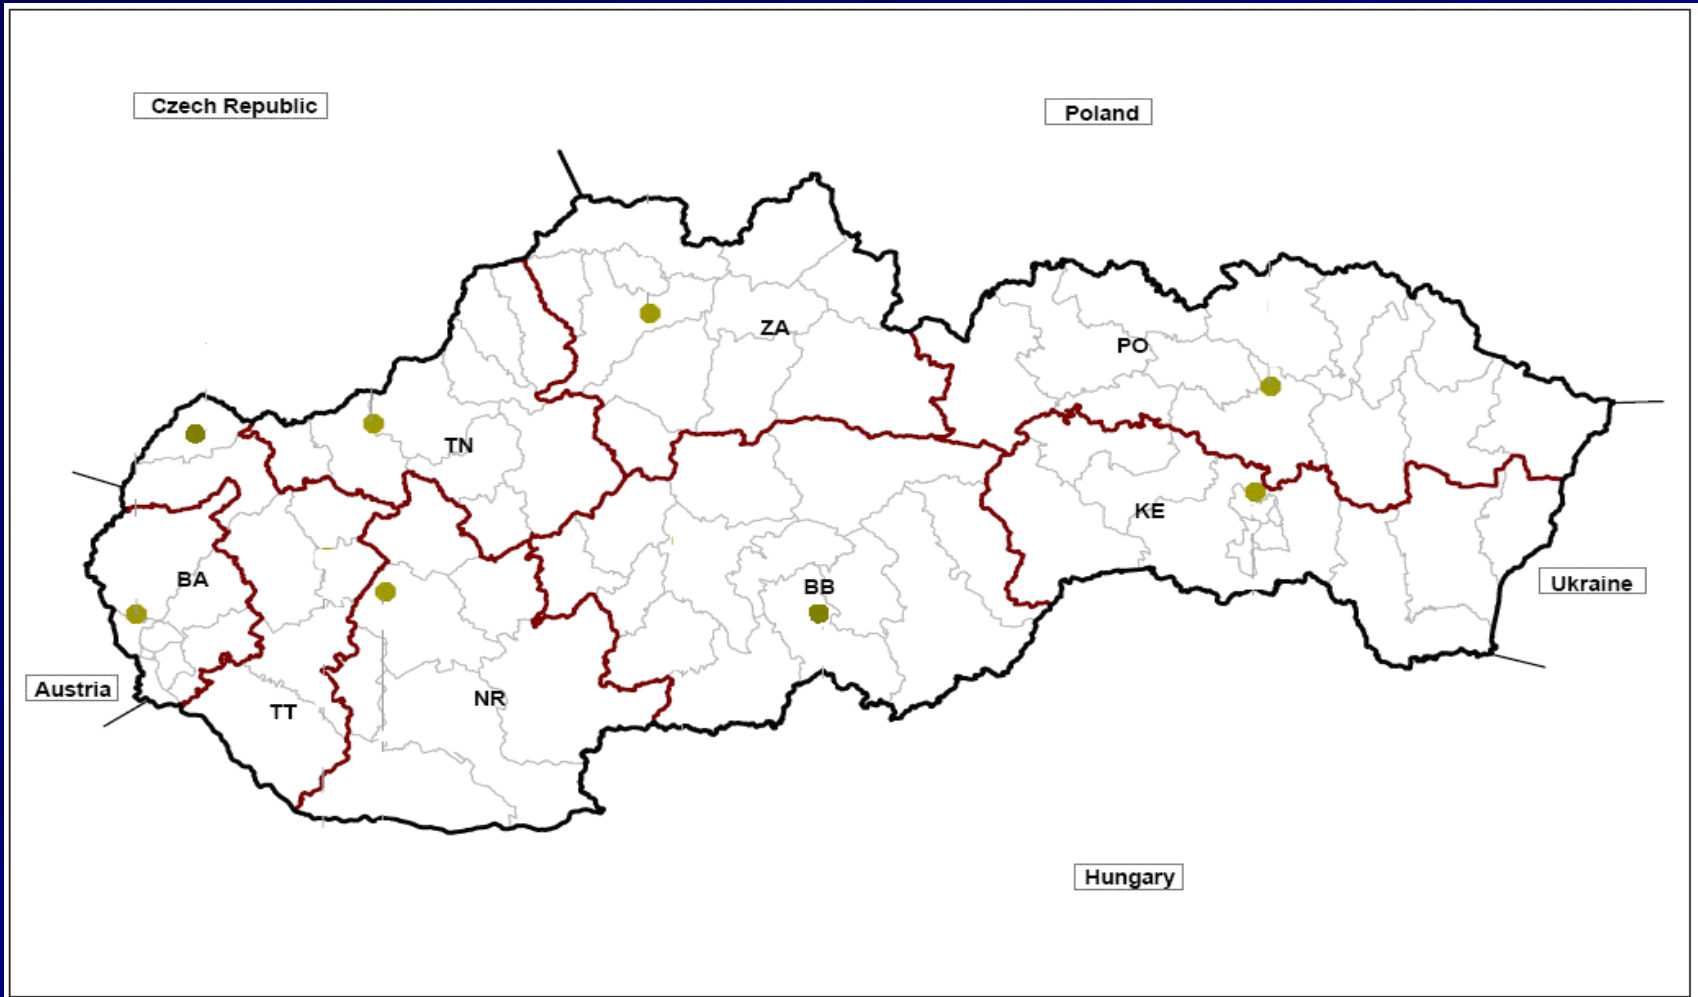 Czech Republic
Poland
ZA
PO
TN
KE
BA
BB
Ukraine
Austria
NR
TT
Hungary